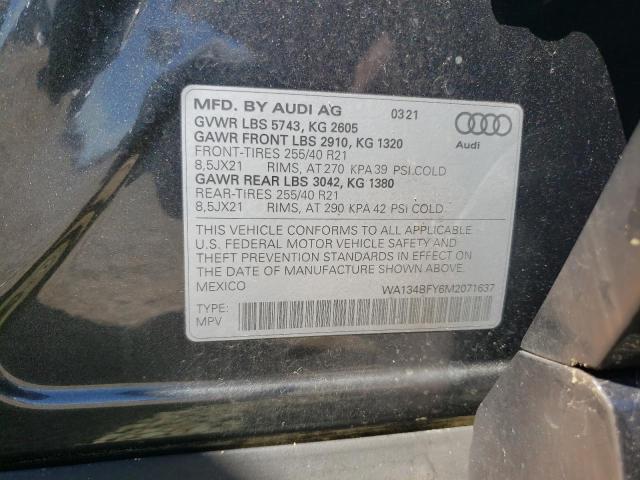 MFD. BY AUDI AG 0321
GVWR LBS 5743, KG 2605
GAWR FRONT LBS 2910, KG 1320
FRONT-TIRES 255/40 R21
8,5JX21 RIMS, AT 270 KPA 39 PSI.COLD
GAWR REAR LBS 3042, KG 1380
REAR-TIRES 255/40 R21
8,5JX21 RIMS, AT 290 KPA 42 PSI COLD
Audi
THIS VEHICLE CONFORMS TO ALL APPLICABLE
U.S. FEDERAL MOTOR VEHICLE SAFETY AND
THEFT PREVENTION STANDARDS IN EFFECT ON
THE DATE OF MANUFACTURE SHOWN ABOVE.
MEXICO WA134BFY6M2071637
TYPE:
MPV